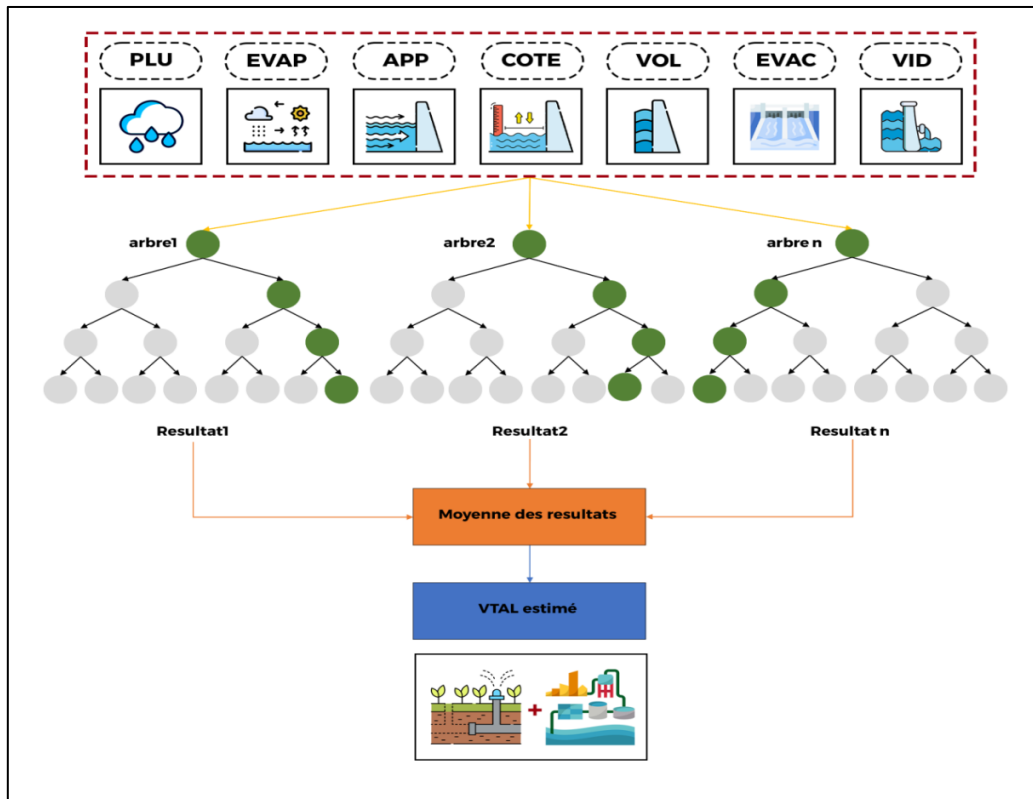 PLU EVAP APP COTE VOL EVAC VID
arbre1 arbre2 arbre n
Resultat1 Resultat2 Resultat n
Moyenne des resultats
VTAL estimé